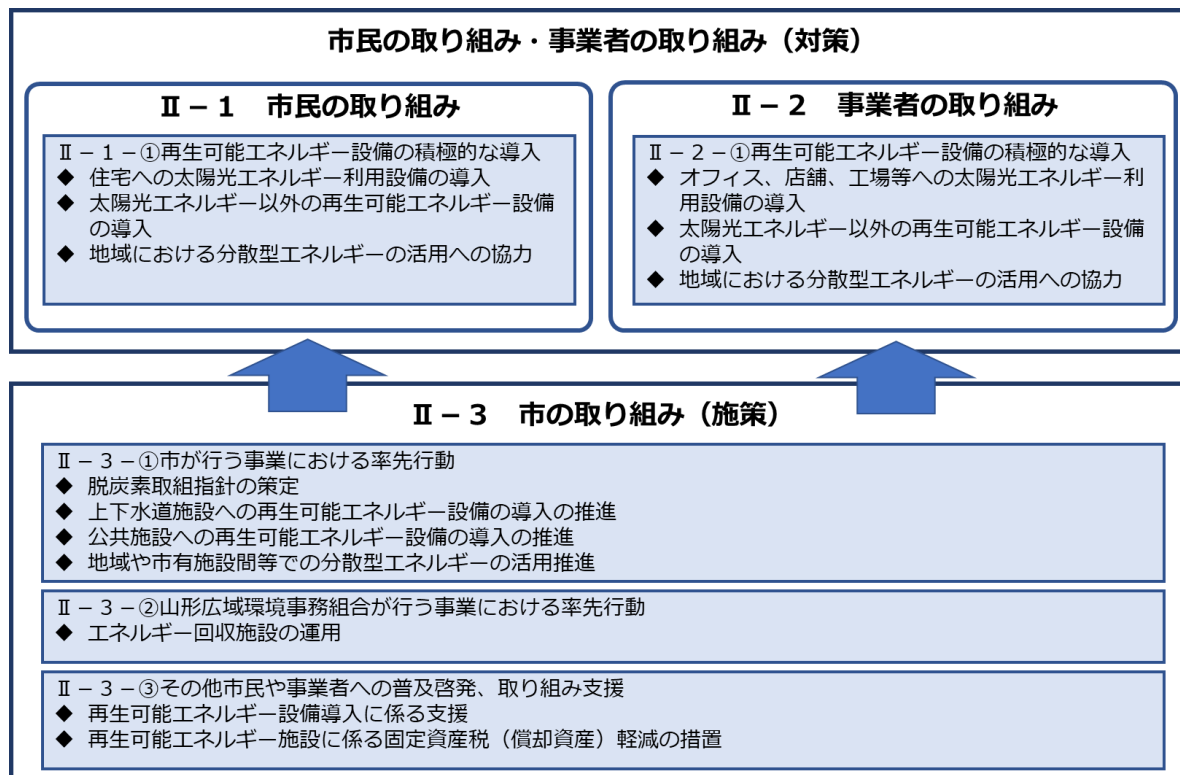 市民の取り組み・事業者の取り組み（対策）
Ⅱ－１　市民の取り組み
Ⅱ－１－①再生可能エネルギー設備の積極的な導入
◆ 住宅への太陽光エネルギー利用設備の導入
◆ 太陽光エネルギー以外の再生可能エネルギー設備
の導入
◆ 地域における分散型エネルギーの活用への協力
Ⅱ－２　事業者の取り組み
Ⅱ－２－①再生可能エネルギー設備の積極的な導入
◆ オフィス、店舗、工場等への太陽光エネルギー利
用設備の導入
◆ 太陽光エネルギー以外の再生可能エネルギー設備
の導入
◆ 地域における分散型エネルギーの活用への協力
Ⅱ－３　市の取り組み（施策）
Ⅱ－３－①市が行う事業における率先行動
◆ 脱炭素取組指針の策定
◆ 上下水道施設への再生可能エネルギー設備の導入の推進
◆ 公共施設への再生可能エネルギー設備の導入の推進
◆ 地域や市有施設間等での分散型エネルギーの活用推進
Ⅱ－３－②山形広域環境事務組合が行う事業における率先行動
◆ エネルギー回収施設の運用
Ⅱ－３－③その他市民や事業者への普及啓発、取り組み支援
◆ 再生可能エネルギー設備導入に係る支援
◆ 再生可能エネルギー施設に係る固定資産税（償却資産）軽減の措置